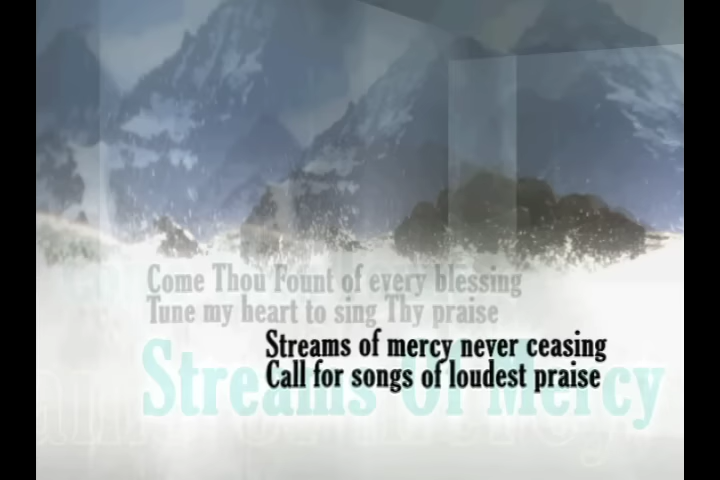 Come Thou Fount of every blessing
Tune my heart to sing Thy praise
Streams of mercy never ceasing
Call for songs of loudest praise
Streams Of Mercy